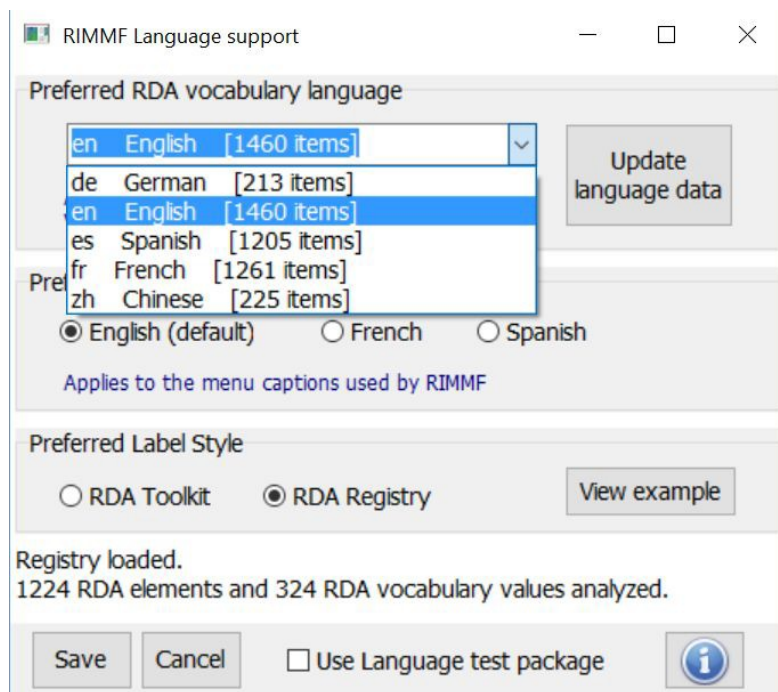 RIMMF Language support
Preferred RDA vocabulary language
en English [1460 items]
Update
language data
de German [213 items]
en English [1460 items]
es Spanish [1205 items]
fr French [1261 items]
zh Chinese [225 items]
English (default) French Spanish
Applies to the menu captions used by RIMMF
Preferred Label Style
RDA Toolkit RDA Registry View example
Registry loaded.
1224 RDA elements and 324 RDA vocabulary values analyzed.
Save Cancel Use Language test package